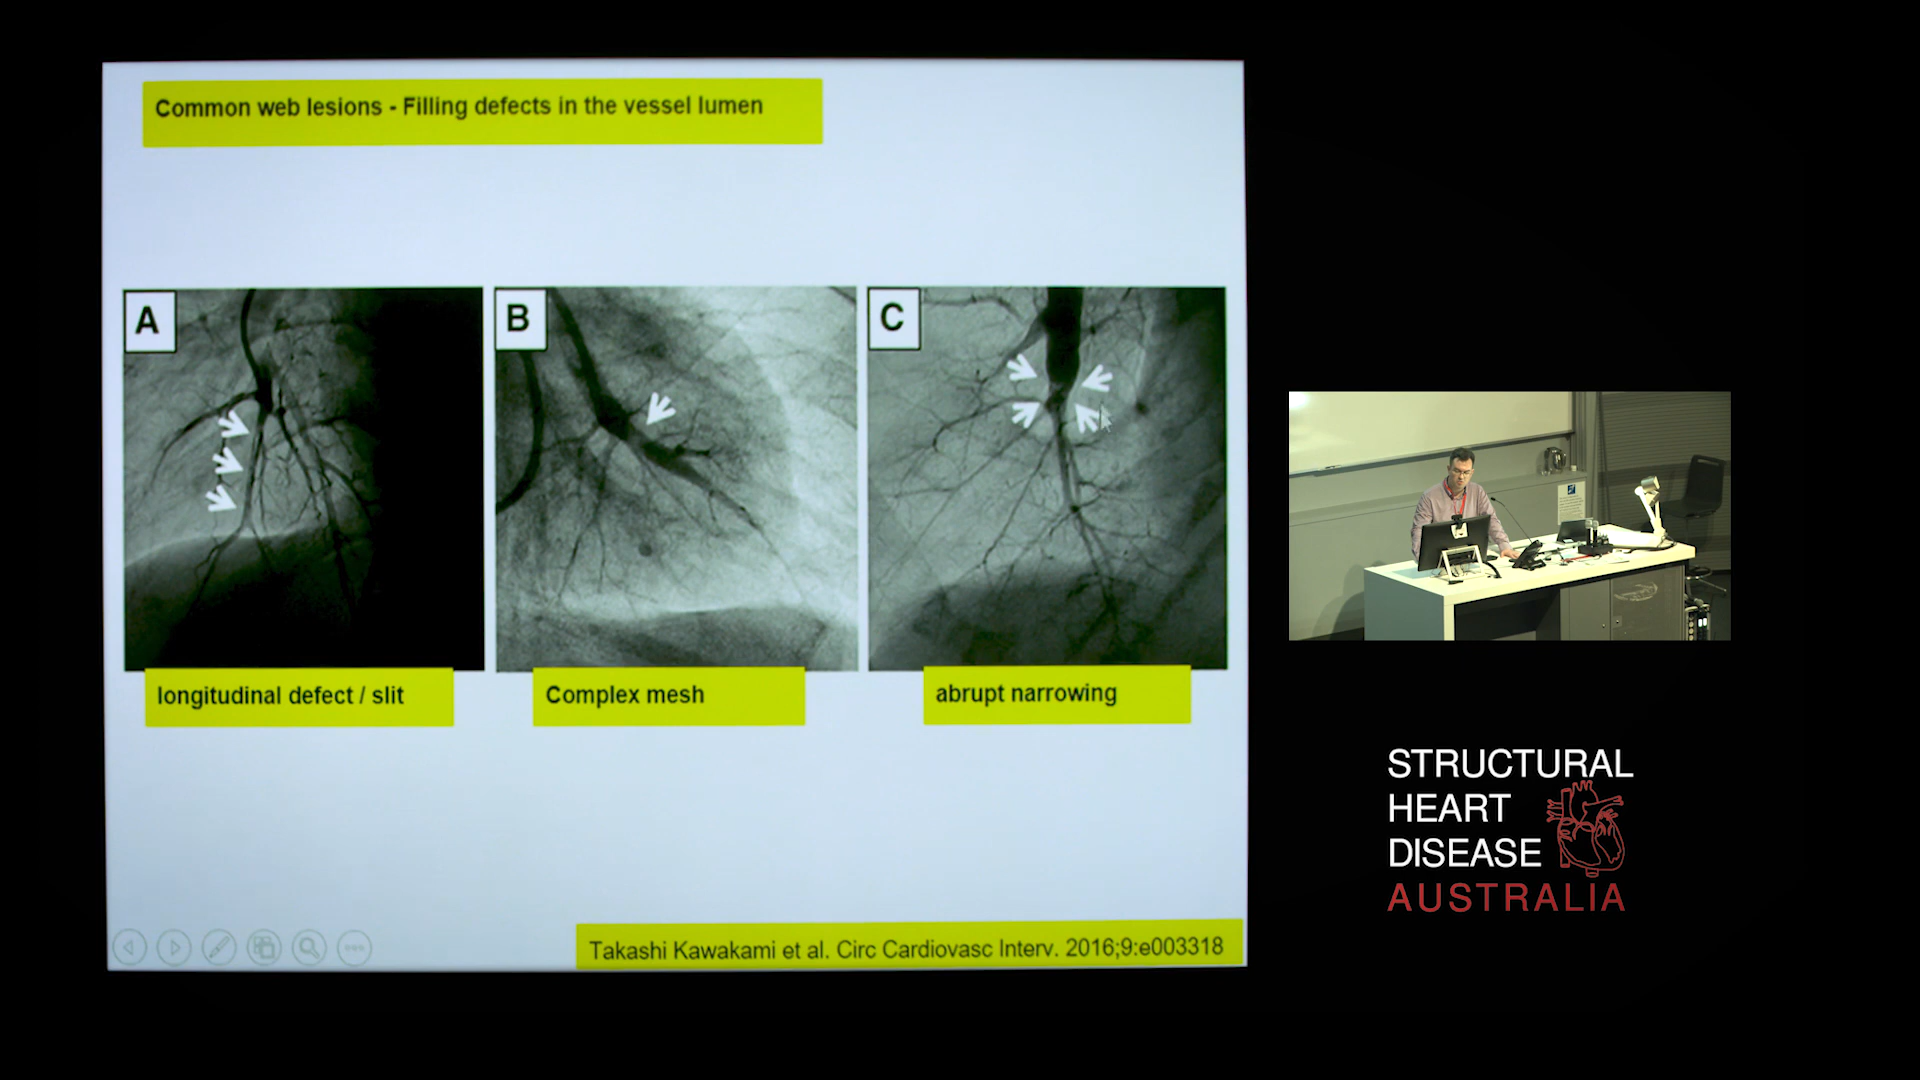 Common web lesions - Filling defects in the vessel lumen
A
B
C
longitudinal defect / slit
Complex mesh
abrupt narrowing
Takashi Kawakami et al. Circ Cardiovasc Interv. 2016;9:e003318
STRUCTURAL
HEART
DISEASE
AUSTRALIA